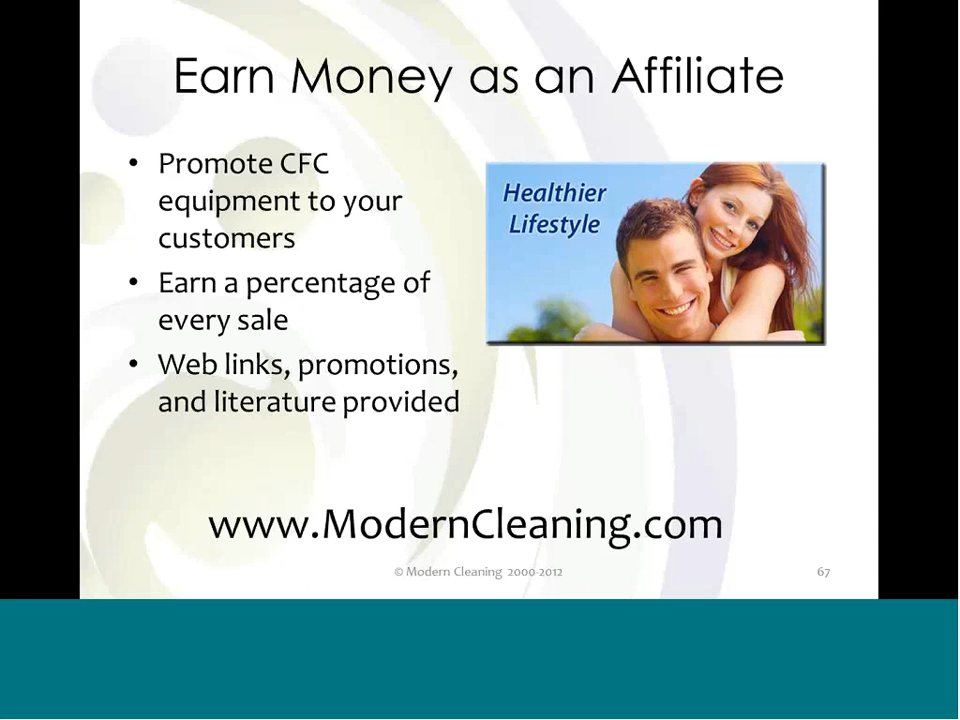 Earn Money as an Affiliate
• Promote CFC
equipment to your
customers
• Earn a percentage of
every sale
• Web links, promotions,
and literature provided
Healthier
Lifestyle
www.ModernCleaning.com
© Modern Cleaning 2000-2012
67